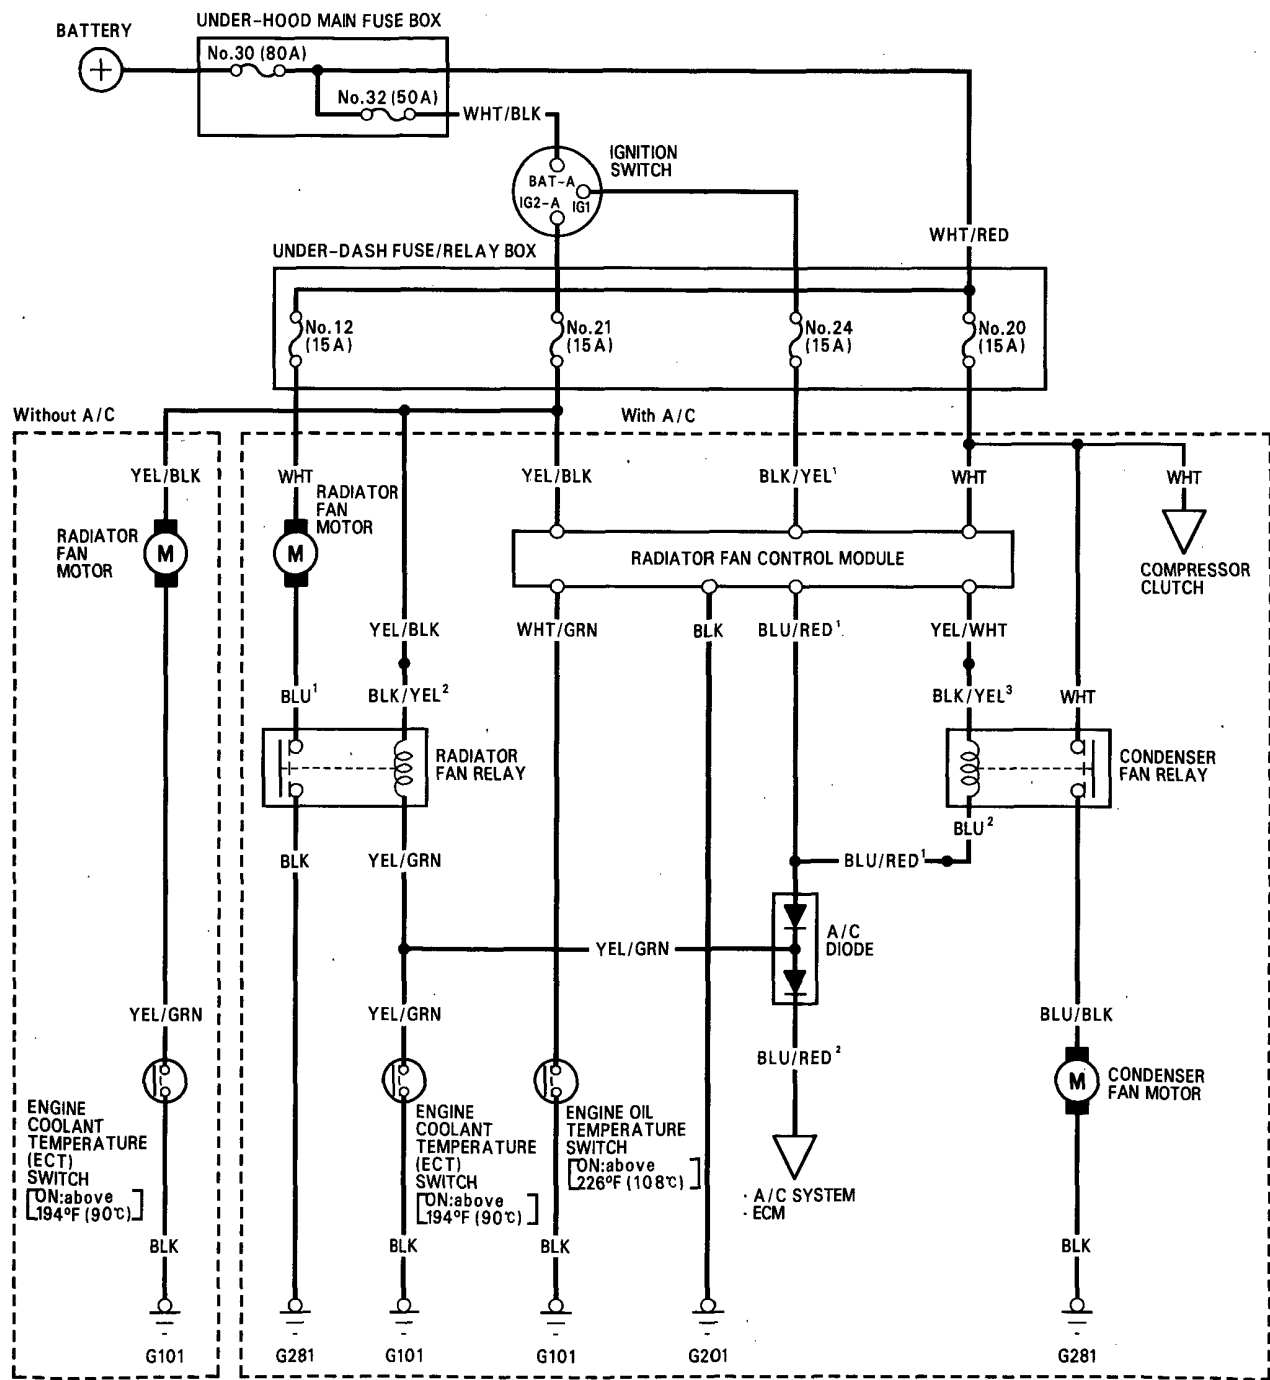 UNDER-HOOD MAIN FUSE BOX
BATTERY
No.30 (80A)
No.32 (50A)
WHT/BLK
IGNITION
SWITCH
BAT-A
IG2-A
IG1
WHT/RED
UNDER-DASH FUSE/RELAY BOX
No.12
(15A)
No.21
(15A)
No.24
(15A)
No.20
(15A)
Without A/C
With A/C
YEL/BLK
WHT
YEL/BLK
BLK/YEL¹
WHT
WHT
RADIATOR
FAN
MOTOR
M
RADIATOR
FAN
MOTOR
M
RADIATOR FAN CONTROL MODULE
COMPRESSOR
CLUTCH
YEL/BLK
WHT/GRN
BLK
BLU/RED¹
YEL/WHT
BLU¹
BLK/YEL²
BLK/YEL³
WHT
RADIATOR
FAN RELAY
CONDENSER
FAN RELAY
BLU²
BLK
YEL/GRN
BLU/RED¹
A/C
DIODE
YEL/GRN
YEL/GRN
YEL/GRN
BLU/BLK
BLU/RED²
M
CONDENSER
FAN MOTOR
ENGINE
COOLANT
TEMPERATURE
(ECT)
SWITCH
[ON:above
194°F (90℃)]
ENGINE
COOLANT
TEMPERATURE
(ECT)
SWITCH
[ON:above
194°F (90℃)]
ENGINE OIL
TEMPERATURE
SWITCH
[ON:above
226°F (108℃)]
· A/C SYSTEM
· ECM
BLK
BLK
BLK
BLK
G101
G281
G101
G101
G201
G281